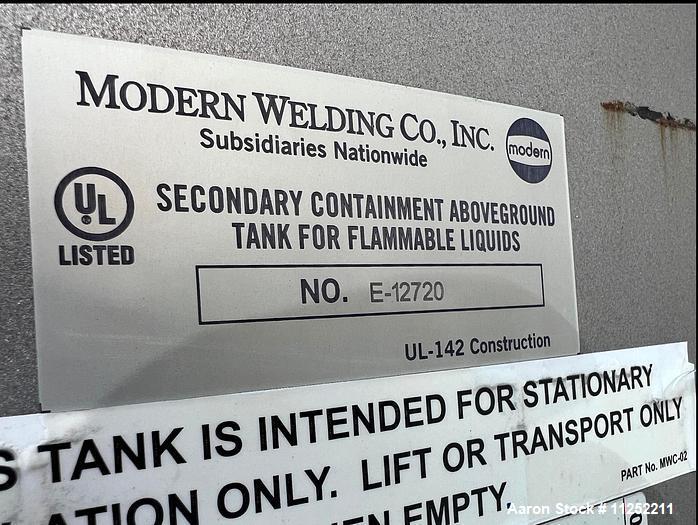 MODERN WELDING CO., INC.
Subsidiaries Nationwide
modern
UL
LISTED
SECONDARY CONTAINMENT ABOVEGROUND
TANK FOR FLAMMABLE LIQUIDS
NO. E-12720
UL-142 Construction
S TANK IS INTENDED FOR STATIONARY
ATION ONLY. LIFT OR TRANSPORT ONLY
EN EMPTY.
PART No. MWC-02
Aaron Stock # 11252211